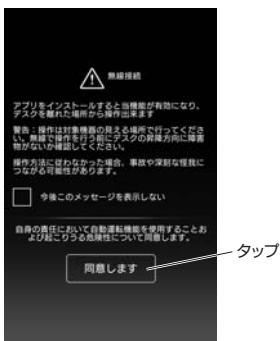 無線接続
アプリをインストールすると当機能が有効になり、
デスクを離れた場所から操作出来ます
警告：操作は対象機器の見える場所で行ってくださ
い。無線で操作を行う前にデスクの昇降方向に障害
物がないか確認してください。
操作方法に従わなかった場合、事故や深刻な怪我に
つながる可能性があります。
今後このメッセージを表示しない
自身の責任において自動運転機能を使用することお
よび起こりうる危険性について同意します。
同意します
タップ